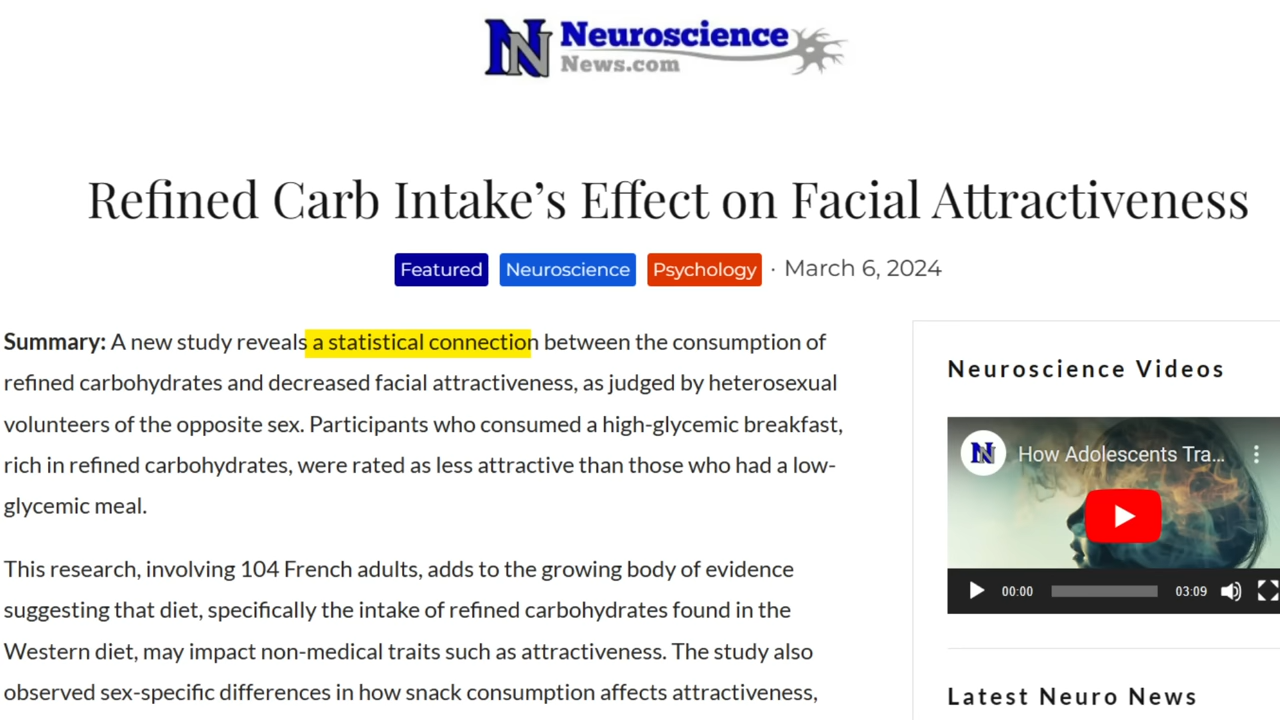 Neuroscience
News.com
Refined Carb Intake’s Effect on Facial Attractiveness
Featured Neuroscience Psychology · March 6, 2024
Summary: A new study reveals a statistical connection between the consumption of
refined carbohydrates and decreased facial attractiveness, as judged by heterosexual
volunteers of the opposite sex. Participants who consumed a high-glycemic breakfast,
rich in refined carbohydrates, were rated as less attractive than those who had a low-
glycemic meal.
This research, involving 104 French adults, adds to the growing body of evidence
suggesting that diet, specifically the intake of refined carbohydrates found in the
Western diet, may impact non-medical traits such as attractiveness. The study also
observed sex-specific differences in how snack consumption affects attractiveness,
Neuroscience Videos
N How Adolescents Tra...
00:00 03:09
Latest Neuro News